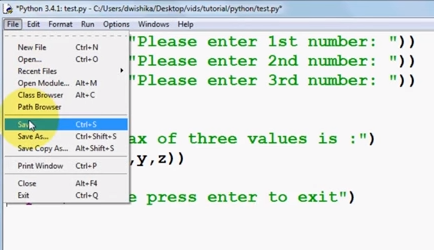 *Python 3.4.1: test.py - C:/Users/dwishika/Desktop/vids/tutorial/python/test.py*
File Edit Format Run Options Windows Help
New File Ctrl+N
Open... Ctrl+O
Recent Files
Open Module... Alt+M
Class Browser Alt+C
Path Browser
Save Ctrl+S
Save As... Ctrl+Shift+S
Save Copy As... Alt+Shift+S
Print Window Ctrl+P
Close Alt+F4
Exit Ctrl+Q
"Please enter 1st number: "))
"Please enter 2nd number: "))
"Please enter 3rd number: "))
ax of three values is :")
,y,z))
e press enter to exit")